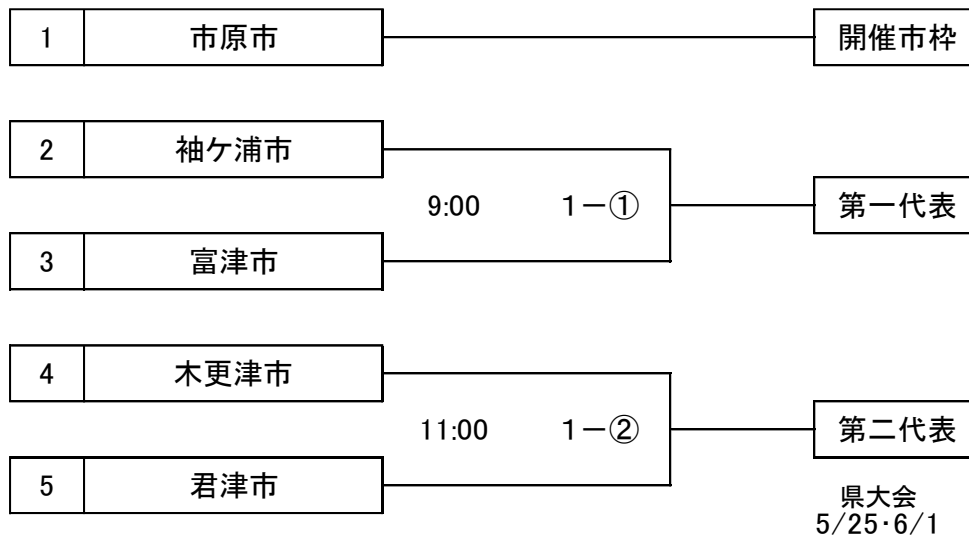 1 市原市 開催市枠
2 袖ケ浦市
9:00 1－① 第一代表
3 富津市
4 木更津市
11:00 1－② 第二代表
5 君津市
県大会
5/25・6/1